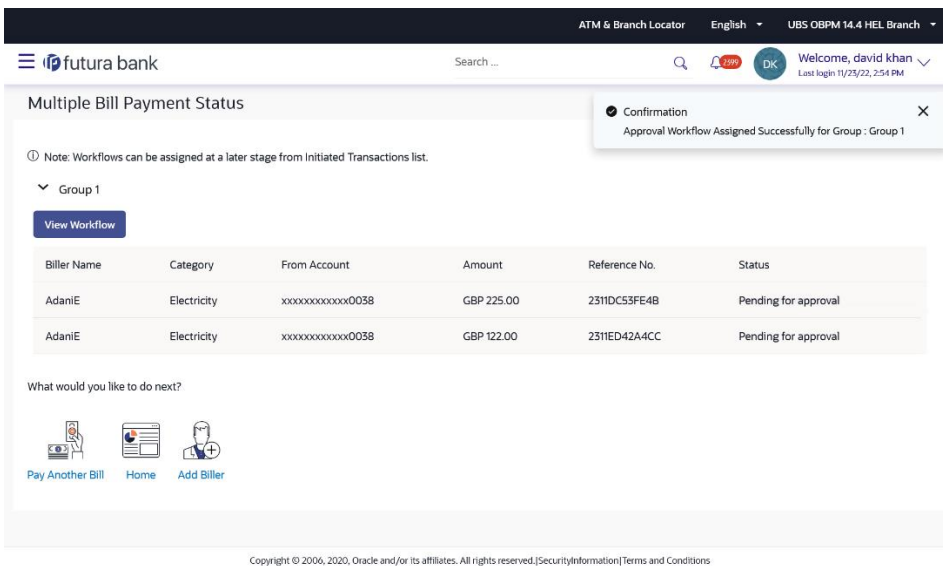 ATM & Branch Locator English UBS OBPM 14.4 HEL Branch
futura bank Search ... 2399 DK Welcome, david khan
Last login 11/23/22, 2:54 PM
Multiple Bill Payment Status
Confirmation
Approval Workflow Assigned Successfully for Group : Group 1
Note: Workflows can be assigned at a later stage from Initiated Transactions list.
Group 1
View Workflow
Biller Name Category From Account Amount Reference No. Status
AdaniE Electricity xxxxxxxxxxxx0038 GBP 225.00 2311DC53FE4B Pending for approval
AdaniE Electricity xxxxxxxxxxxx0038 GBP 122.00 2311ED42A4CC Pending for approval
What would you like to do next?
Pay Another Bill Home Add Biller
Copyright © 2006, 2020, Oracle and/or its affiliates. All rights reserved.|SecurityInformation|Terms and Conditions